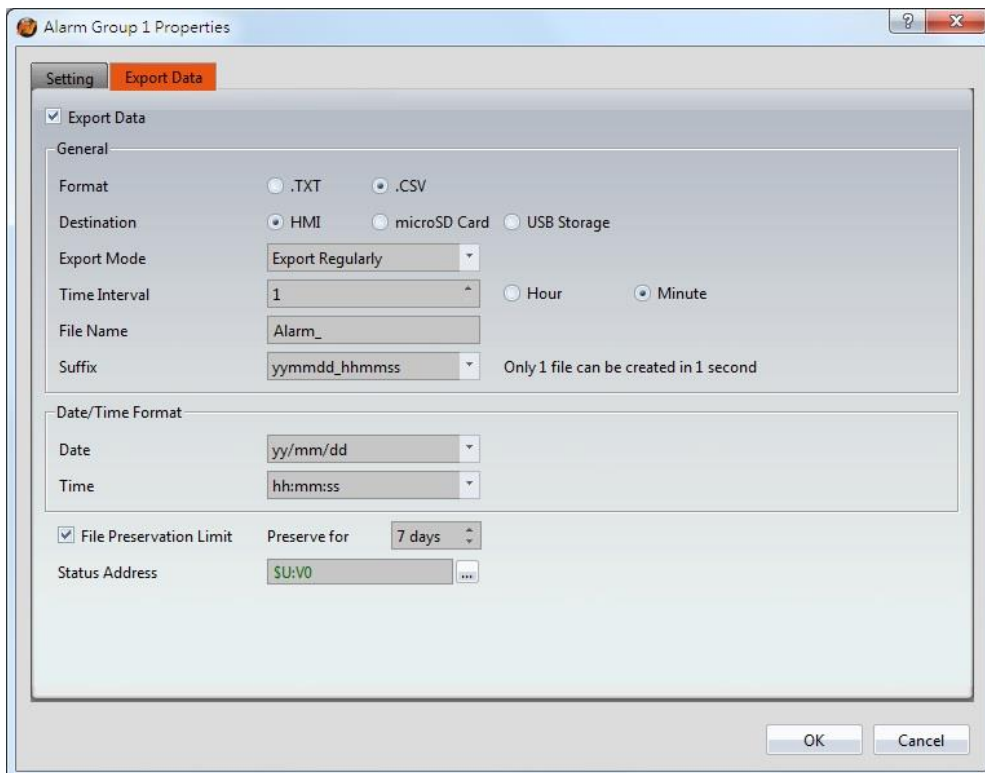 Alarm Group 1 Properties
?
Setting Export Data
Export Data
General
Format .TXT .CSV
Destination HMI microSD Card USB Storage
Export Mode Export Regularly
Time Interval 1 Hour Minute
File Name Alarm_
Suffix yymmdd_hhmmss Only 1 file can be created in 1 second
Date/Time Format
Date yy/mm/dd
Time hh:mm:ss
File Preservation Limit Preserve for 7 days
Status Address $U:V0 ...
OK Cancel